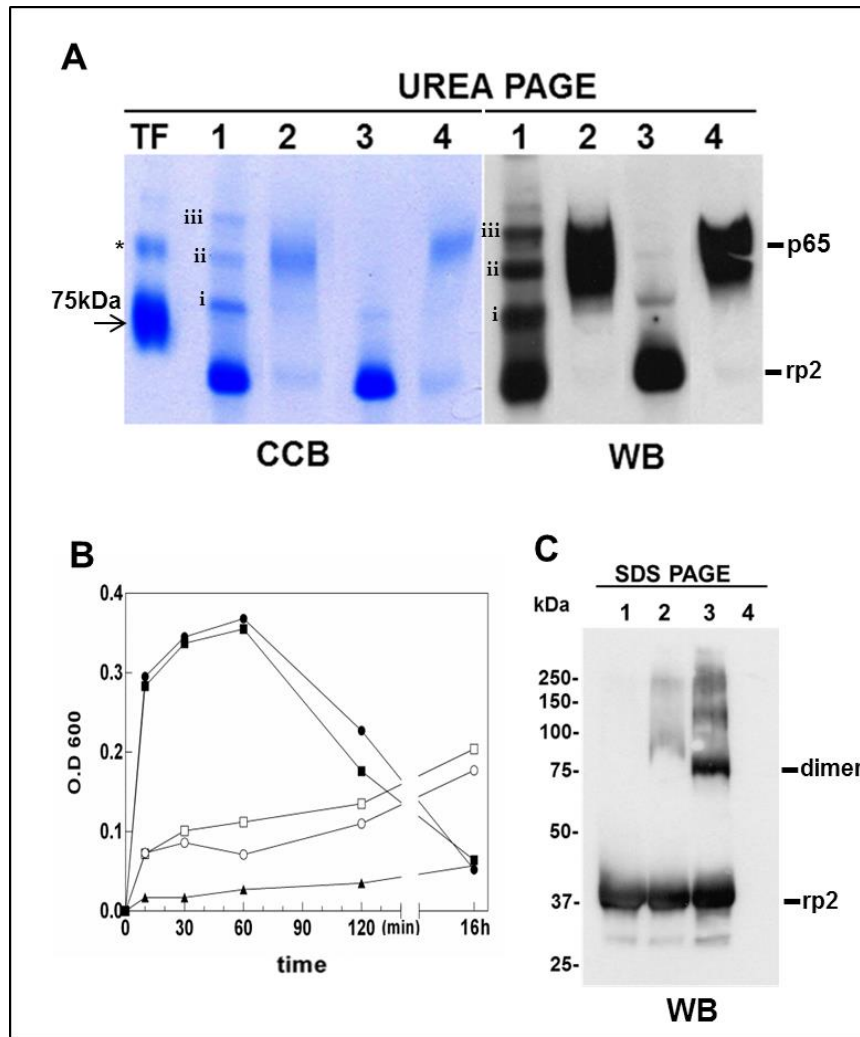 A
UREA PAGE
TF 1 2 3 4 1 2 3 4
iii
*
ii
75kDa
i
iii
ii
i
p65
rp2
CCB
WB
B
0.4
0.3
0.2
0.1
0.0
O.D 600
0 30 60 120 (min) 16h
time
C
SDS PAGE
kDa
1 2 3 4
250-
150-
100-
75-
50-
37-
25-
dimer
rp2
WB